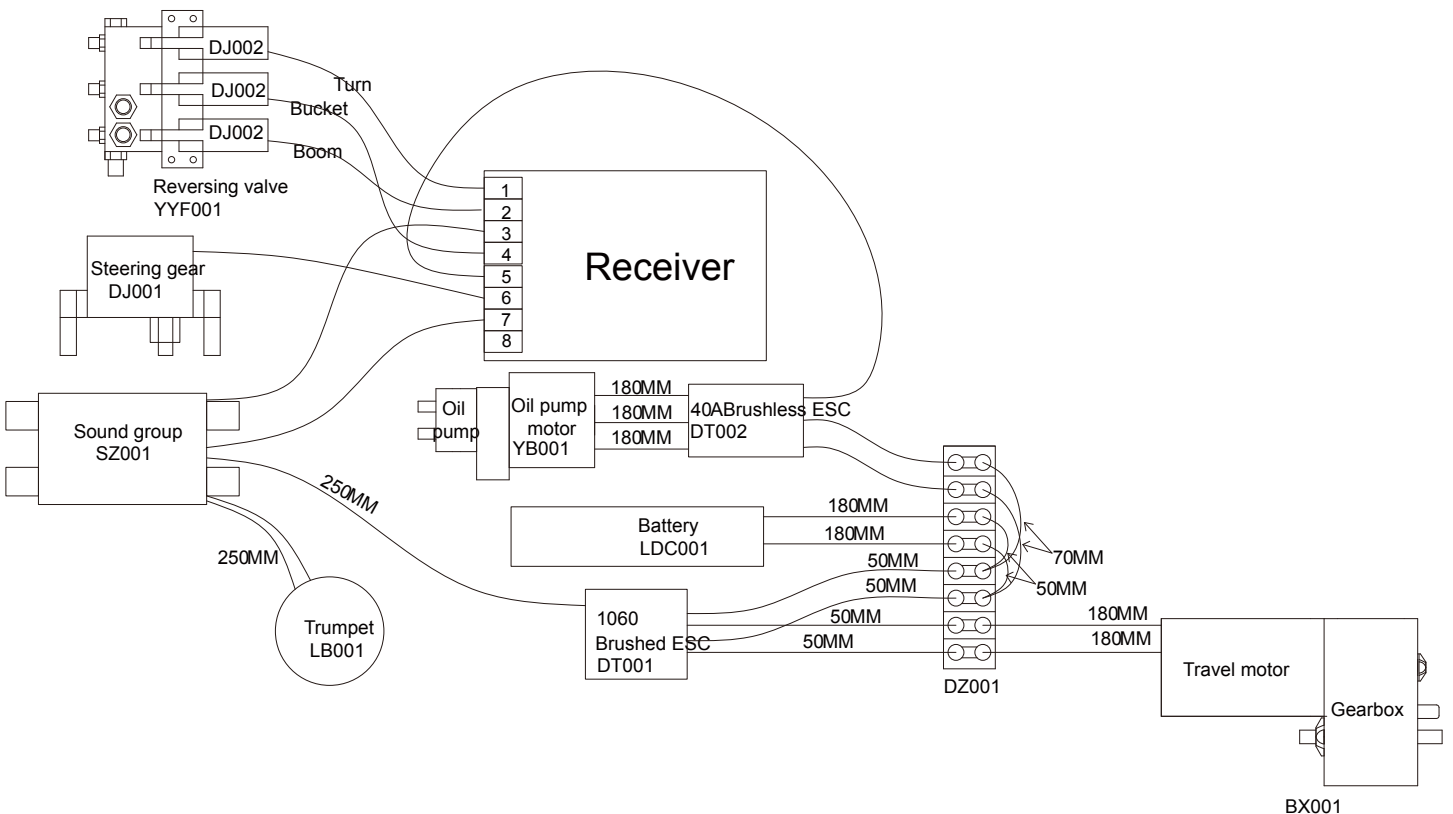 DJ002
Turn
DJ002
Bucket
DJ002
Boom
Reversing valve
YYF001
1
2
3
4
5
6
7
8
Receiver
Steering gear
DJ001
Sound group
SZ001
250MM
250MM
Trumpet
LB001
Oil
pump
Oil pump
motor
YB001
180MM
180MM
180MM
40ABrushless ESC
DT002
Battery
LDC001
180MM
180MM
50MM
50MM
50MM
50MM
70MM
50MM
1060
Brushed ESC
DT001
DZ001
180MM
180MM
Travel motor
Gearbox
BX001